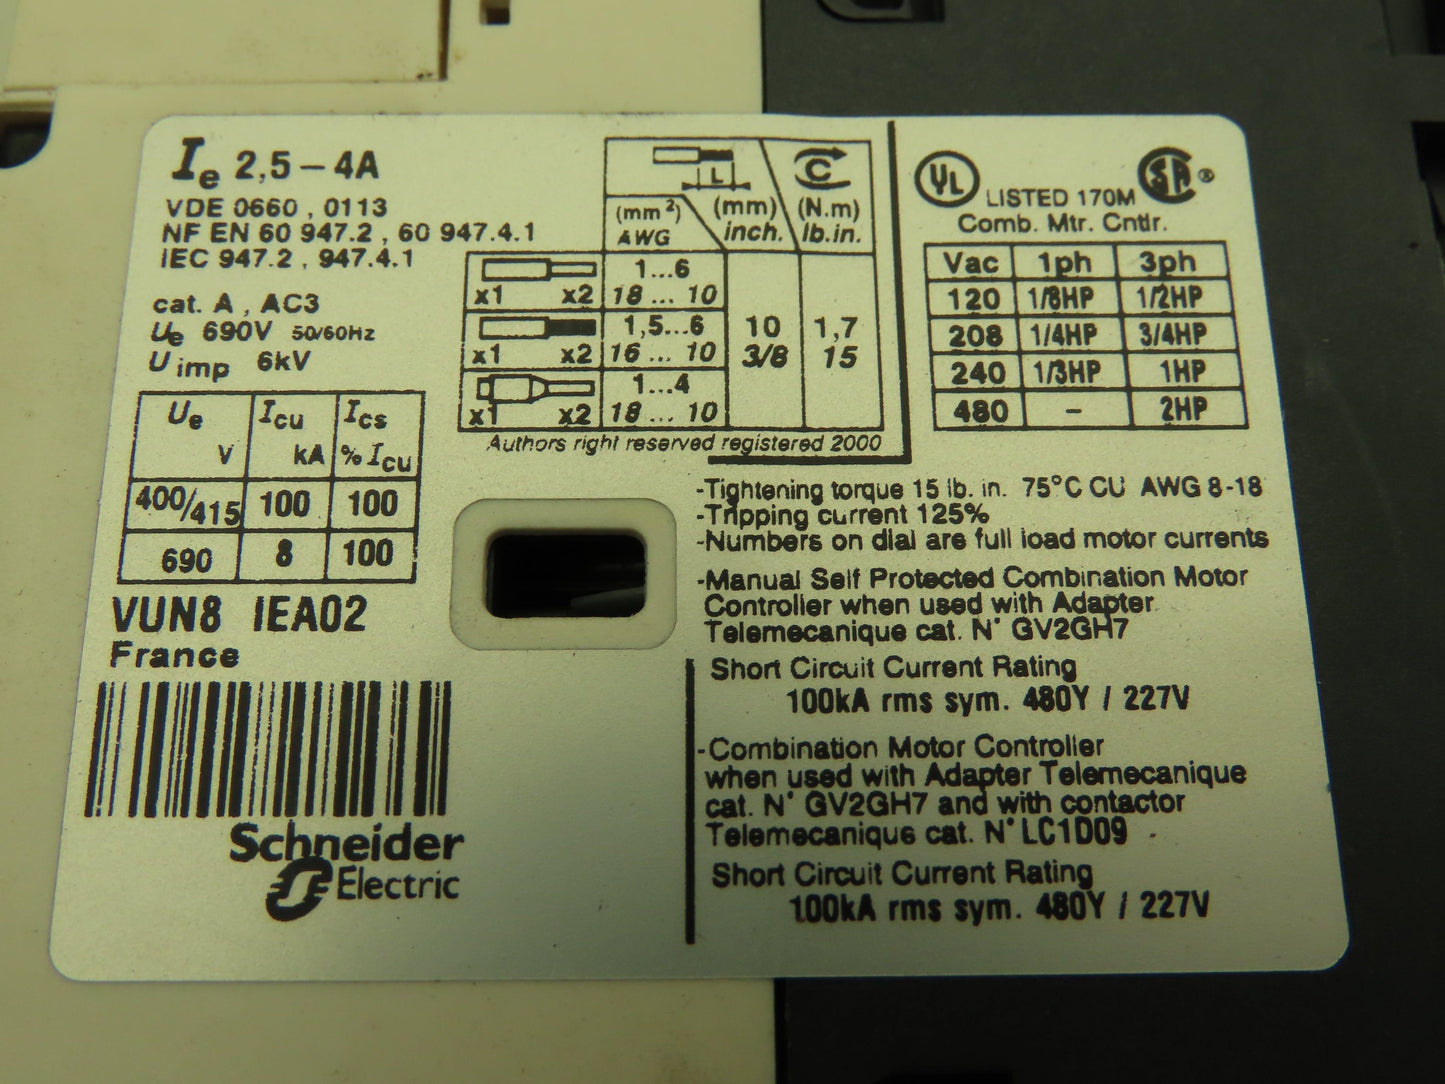 Ie 2,5 – 4A
VDE 0660 , 0113
NF EN 60 947.2 , 60 947.4.1
IEC 947.2 , 947.4.1
cat. A , AC3
Ue 690V 50/60Hz
U imp 6kV
Ue V Icu kA Ics % Icu
400/415 100 100
690 8 100
VUN8 IEA02
France
Schneider
Electric
L
(mm²) (mm) (N.m)
AWG inch. lb.in.
x1 x2 1...6
18 ... 10
x1 x2 1,5...6
16 ... 10
x1 x2 1...4
18 ... 10
10 1,7
3/8 15
Authors right reserved registered 2000
UL LISTED 170M SA ®
Comb. Mtr. Cntlr.
Vac 1ph 3ph
120 1/8HP 1/2HP
208 1/4HP 3/4HP
240 1/3HP 1HP
480 – 2HP
-Tightening torque 15 lb. in. 75°C CU AWG 8-18
-Tripping current 125%
-Numbers on dial are full load motor currents
-Manual Self Protected Combination Motor
Controller when used with Adapter
Telemecanique cat. N° GV2GH7
Short Circuit Current Rating
100kA rms sym. 480Y / 227V
-Combination Motor Controller
when used with Adapter Telemecanique
cat. N° GV2GH7 and with contactor
Telemecanique cat. N° LC1D09
Short Circuit Current Rating
100kA rms sym. 480Y / 227V